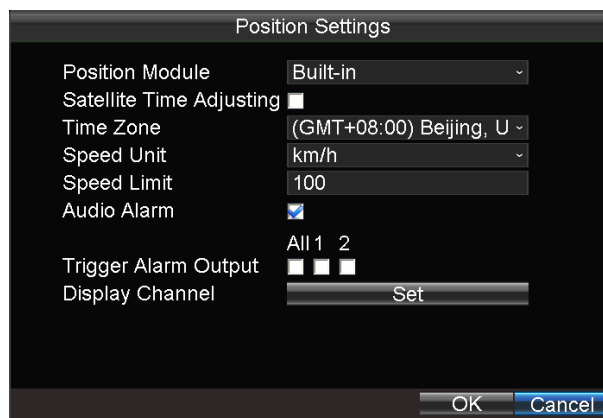 Position Settings
Position Module Built-in
Satellite Time Adjusting
Time Zone (GMT+08:00) Beijing, U
Speed Unit km/h
Speed Limit 100
Audio Alarm
All 1 2
Trigger Alarm Output
Display Channel Set
OK Cancel